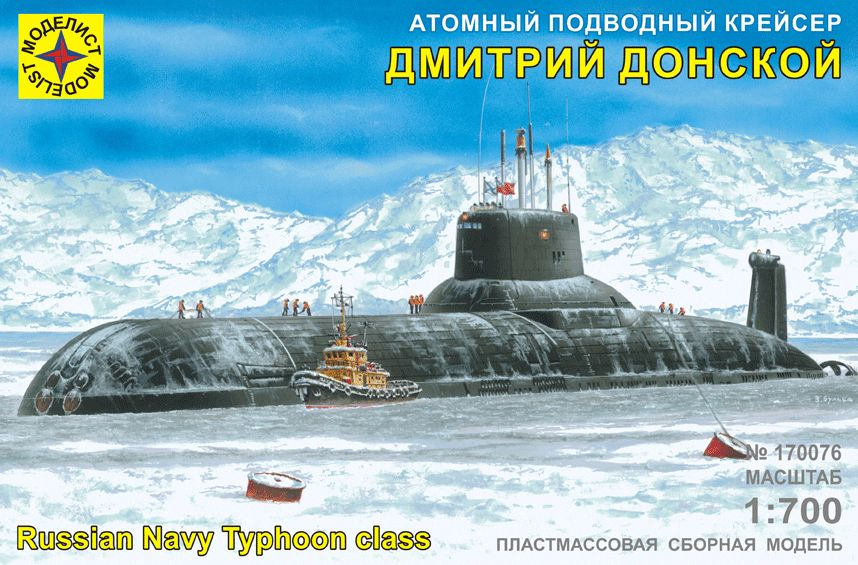 МОДЕЛИСТ
MODELIST
АТОМНЫЙ ПОДВОДНЫЙ КРЕЙСЕР
ДМИТРИЙ ДОНСКОЙ
В. Булка
№ 170076
МАСШТАБ
1:700
Russian Navy Typhoon class
ПЛАСТМАССОВАЯ СБОРНАЯ МОДЕЛЬ